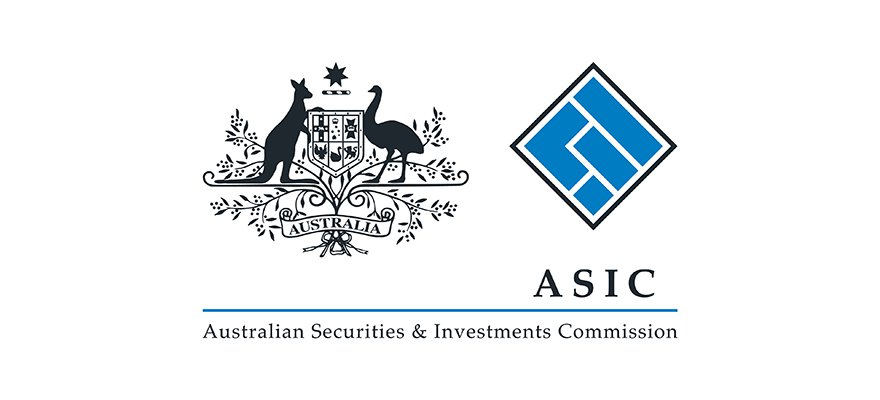 AUSTRALIA
ASIC
Australian Securities & Investments Commission